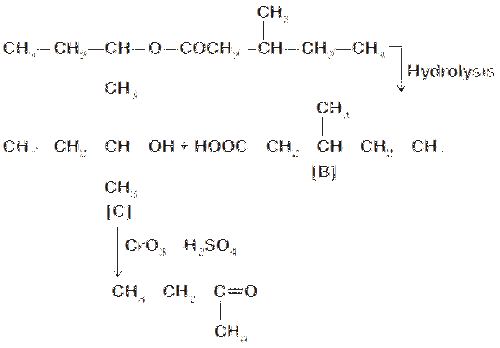 CH₃
CH₃—CH₂—CH—O—COCH₂—CH—CH₂—CH₃
Hydrolysis
CH₃
CH₃
CH₃ CH₂ CH OH + HOOC CH₂ CH CH₂ CH₃
[B]
CH₃
[C]
CrO₃ H₂SO₄
CH₃ CH₂ C=O
CH₃